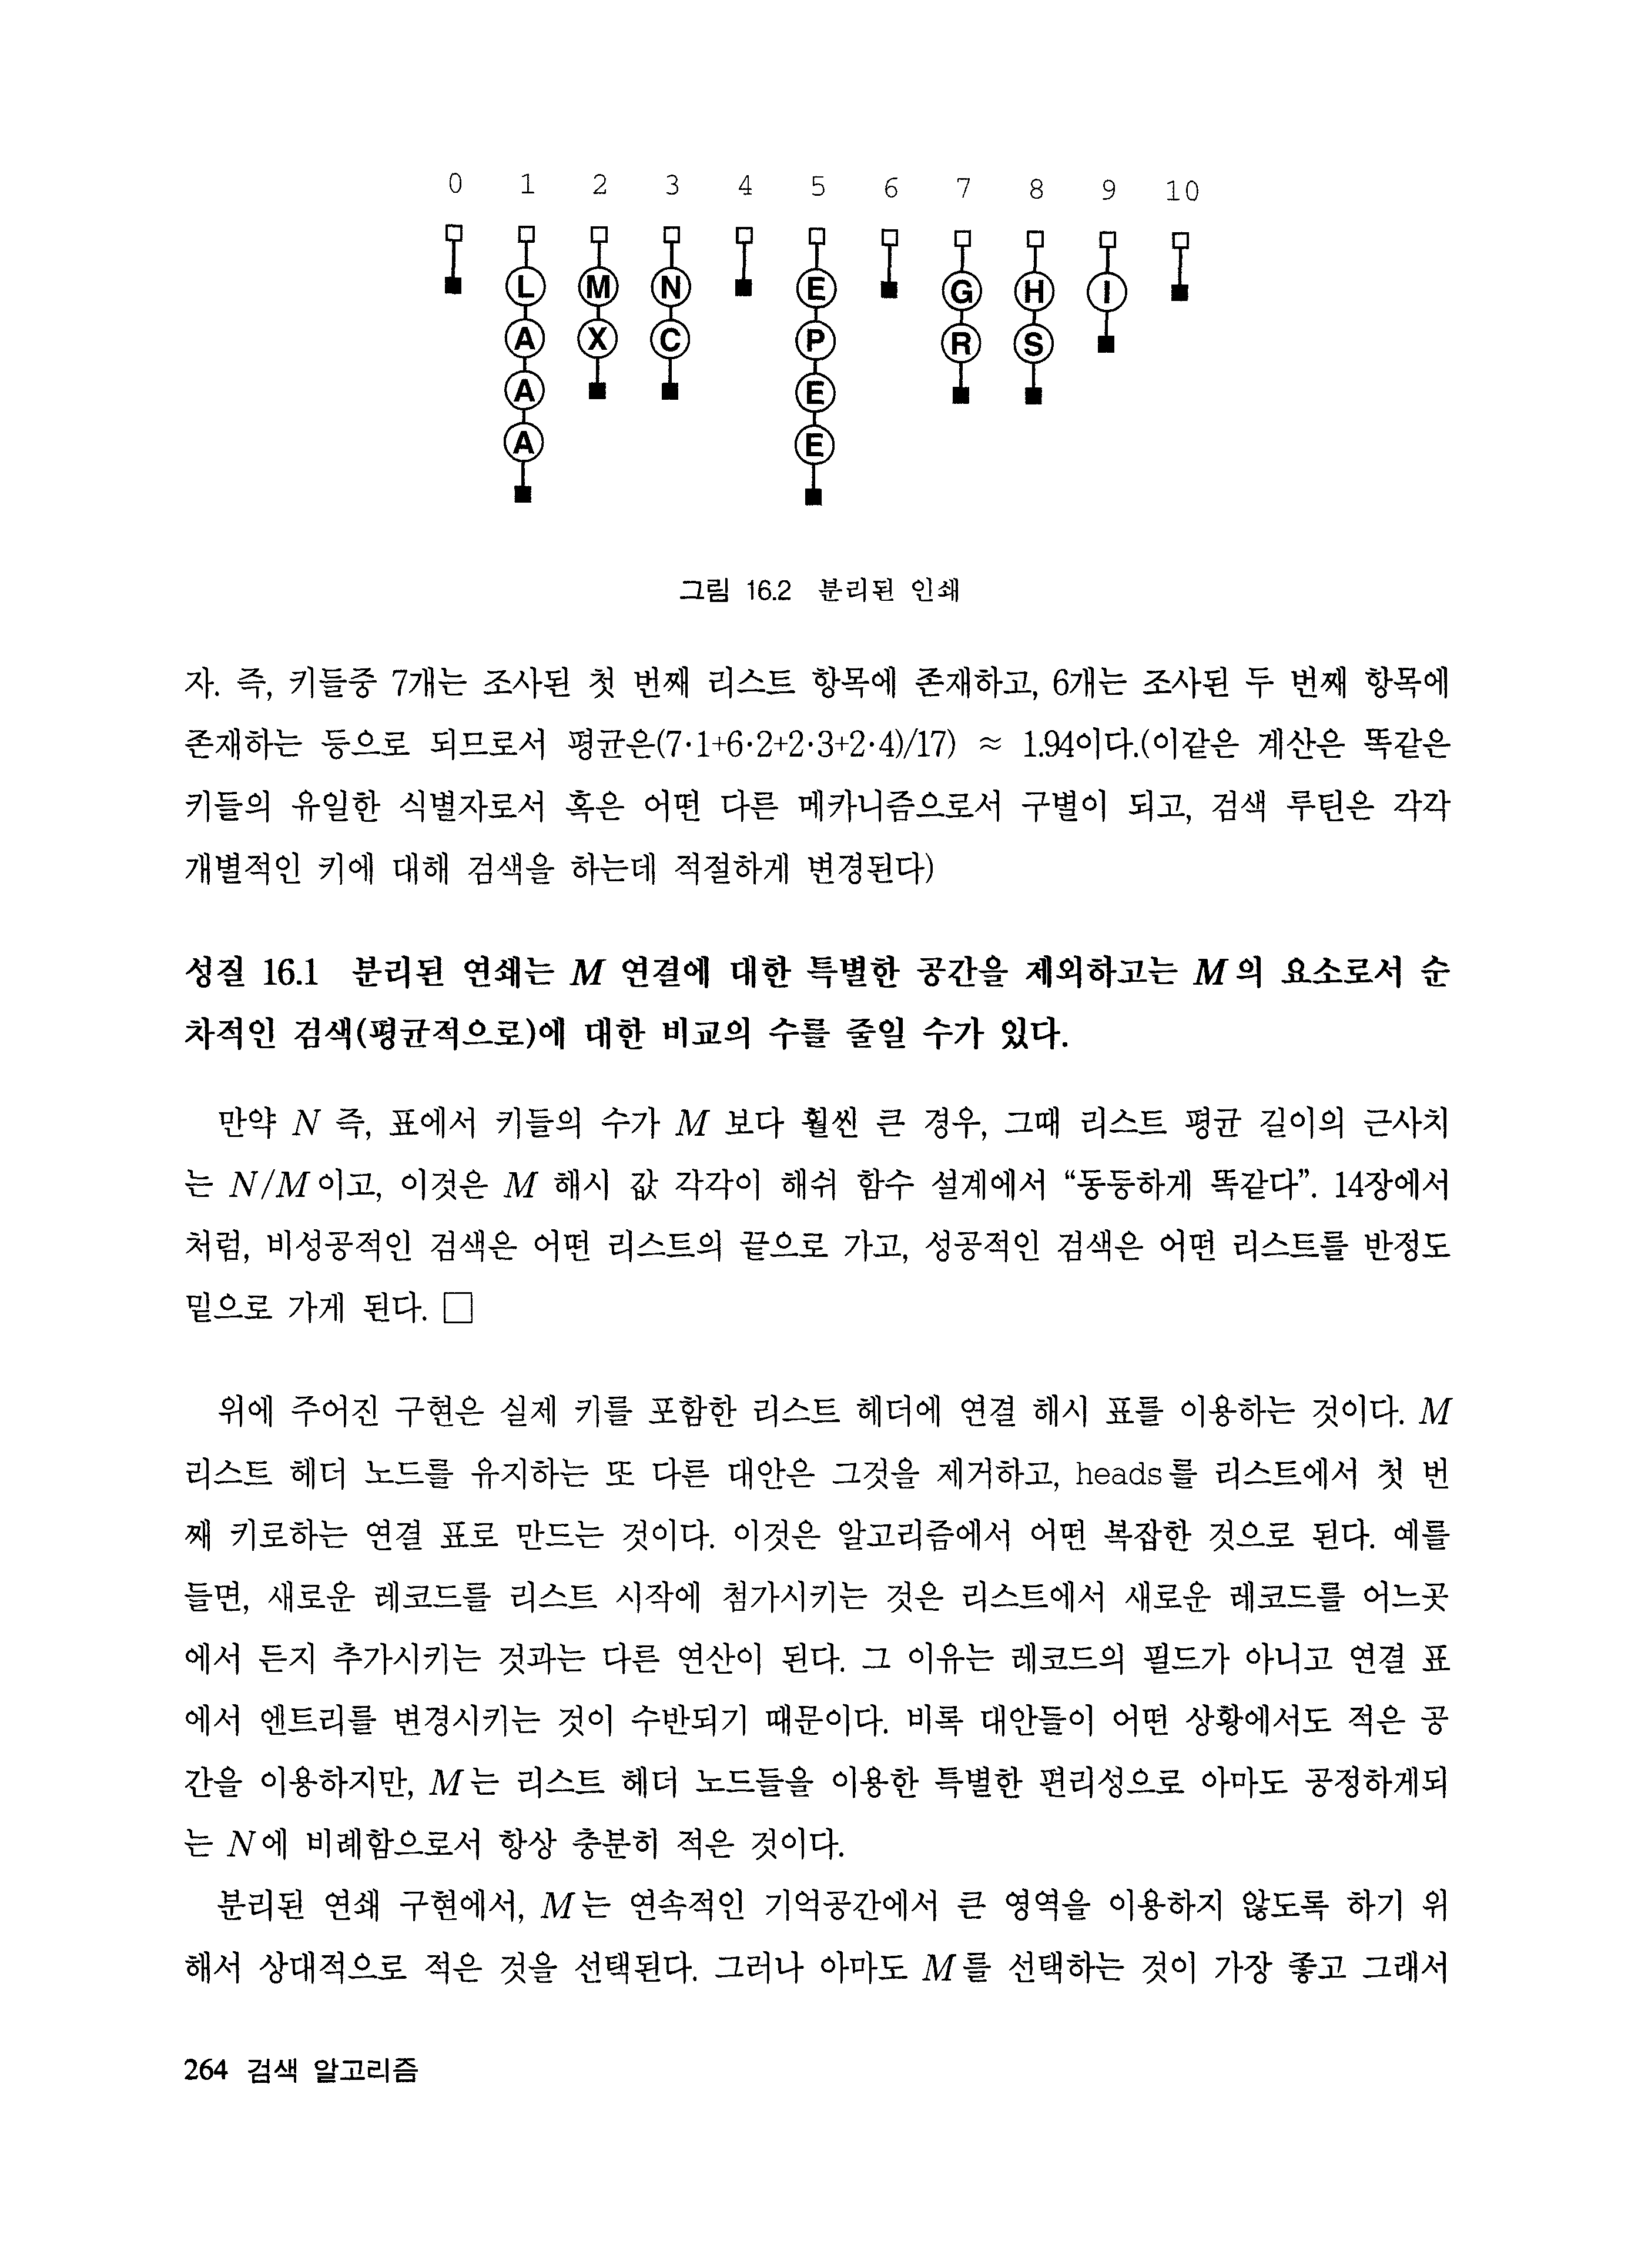 0 1 2 3 4 5 6 7 8 9 10
L M N E G H I
A X C P R S
A E
A E
그림 16.2 분리된 인쇄
자. 즉, 키들중 7개는 조사된 첫 번째 리스트 항목에 존재하고, 6개는 조사된 두 번째 항목에
존재하는 등으로 되므로서 평균은(7·1+6·2+2·3+2·4)/17) ≈ 1.94이다.(이같은 계산은 똑같은
키들의 유일한 식별자로서 혹은 어떤 다른 메카니즘으로서 구별이 되고, 검색 루틴은 각각
개별적인 키에 대해 검색을 하는데 적절하게 변경된다)
성질 16.1 분리된 연쇄는 M 연결에 대한 특별한 공간을 제외하고는 M의 요소로서 순
차적인 검색(평균적으로)에 대한 비교의 수를 줄일 수가 있다.
만약 N 즉, 표에서 키들의 수가 M 보다 훨씬 큰 경우, 그때 리스트 평균 길이의 근사치
는 N/M이고, 이것은 M 해시 값 각각이 해쉬 함수 설계에서 “동등하게 똑같다”. 14장에서
처럼, 비성공적인 검색은 어떤 리스트의 끝으로 가고, 성공적인 검색은 어떤 리스트를 반정도
밑으로 가게 된다. □
위에 주어진 구현은 실제 키를 포함한 리스트 헤더에 연결 해시 표를 이용하는 것이다. M
리스트 헤더 노드를 유지하는 또 다른 대안은 그것을 제거하고, heads를 리스트에서 첫 번
째 키로하는 연결 표로 만드는 것이다. 이것은 알고리즘에서 어떤 복잡한 것으로 된다. 예를
들면, 새로운 레코드를 리스트 시작에 첨가시키는 것은 리스트에서 새로운 레코드를 어느곳
에서 든지 추가시키는 것과는 다른 연산이 된다. 그 이유는 레코드의 필드가 아니고 연결 표
에서 엔트리를 변경시키는 것이 수반되기 때문이다. 비록 대안들이 어떤 상황에서도 적은 공
간을 이용하지만, M는 리스트 헤더 노드들을 이용한 특별한 편리성으로 아마도 공정하게되
는 N에 비례함으로서 항상 충분히 적은 것이다.
분리된 연쇄 구현에서, M는 연속적인 기억공간에서 큰 영역을 이용하지 않도록 하기 위
해서 상대적으로 적은 것을 선택된다. 그러나 아마도 M를 선택하는 것이 가장 좋고 그래서
264 검색 알고리즘